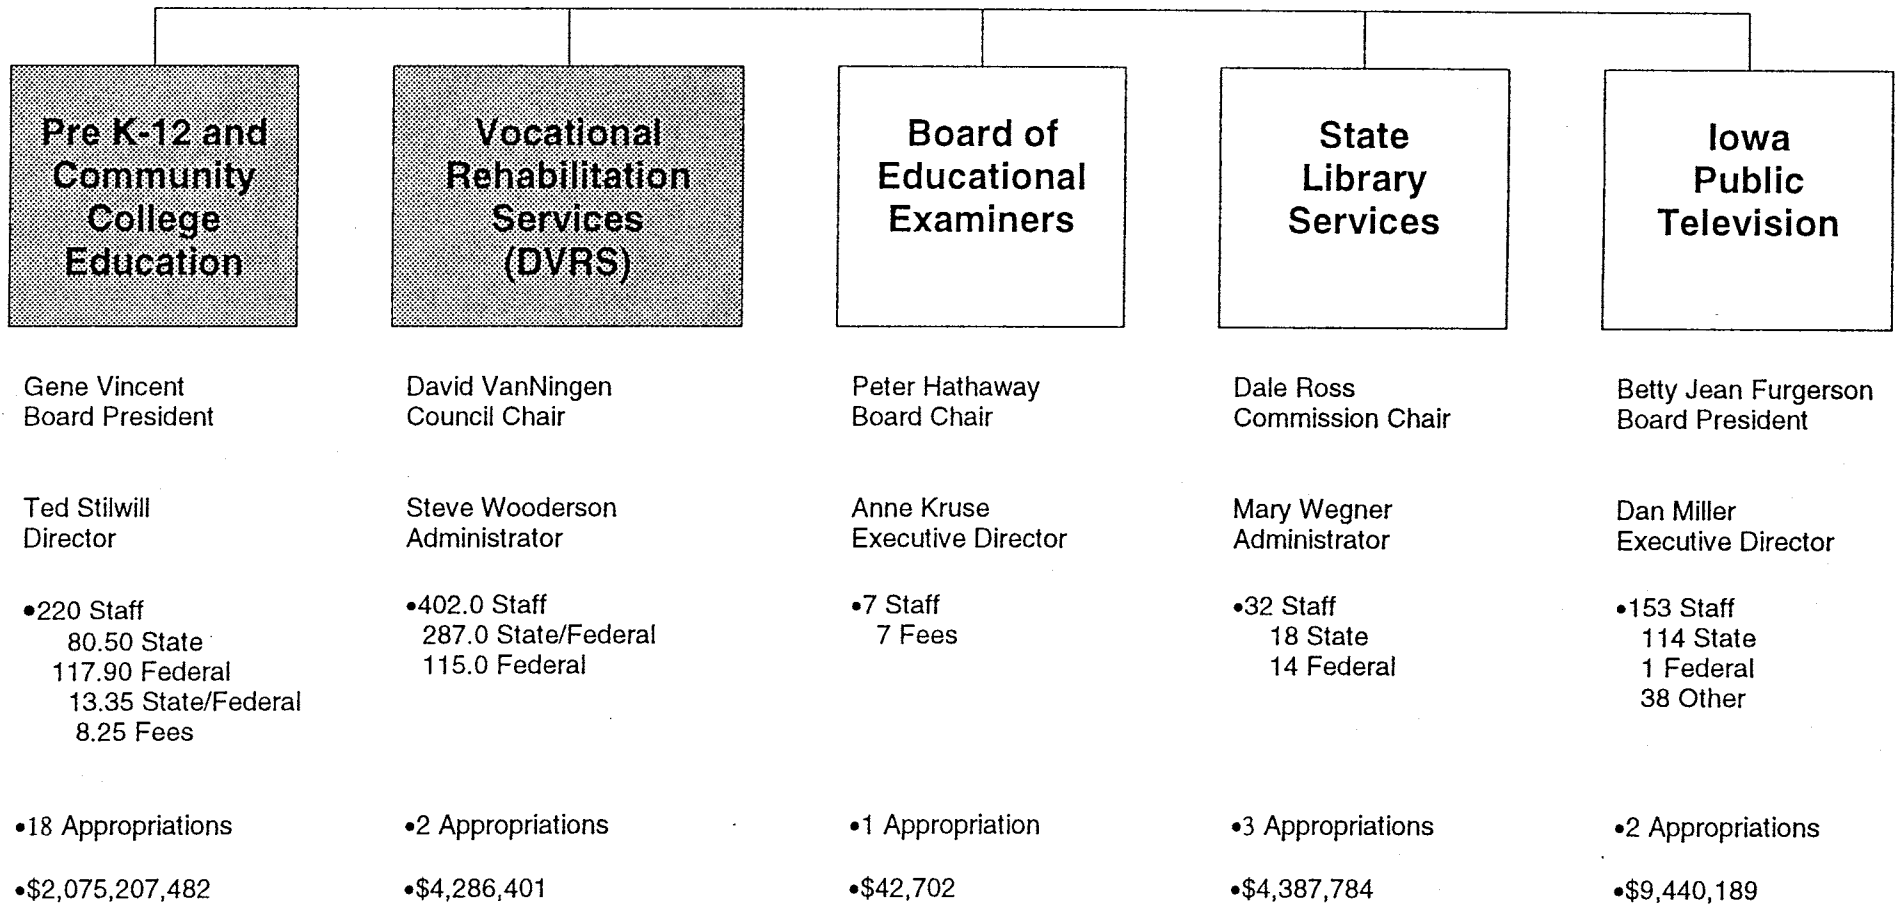 Pre K-12 and
Community
College
Education
Gene Vincent
Board President
Ted Stilwill
Director
•220 Staff
80.50 State
117.90 Federal
13.35 State/Federal
8.25 Fees
•18 Appropriations
•$2,075,207,482
Vocational
Rehabilitation
Services
(DVRS)
David VanNingen
Council Chair
Steve Wooderson
Administrator
•402.0 Staff
287.0 State/Federal
115.0 Federal
•2 Appropriations
•$4,286,401
Board of
Educational
Examiners
Peter Hathaway
Board Chair
Anne Kruse
Executive Director
•7 Staff
7 Fees
•1 Appropriation
•$42,702
State
Library
Services
Dale Ross
Commission Chair
Mary Wegner
Administrator
•32 Staff
18 State
14 Federal
•3 Appropriations
•$4,387,784
Iowa
Public
Television
Betty Jean Furgerson
Board President
Dan Miller
Executive Director
•153 Staff
114 State
1 Federal
38 Other
•2 Appropriations
•$9,440,189